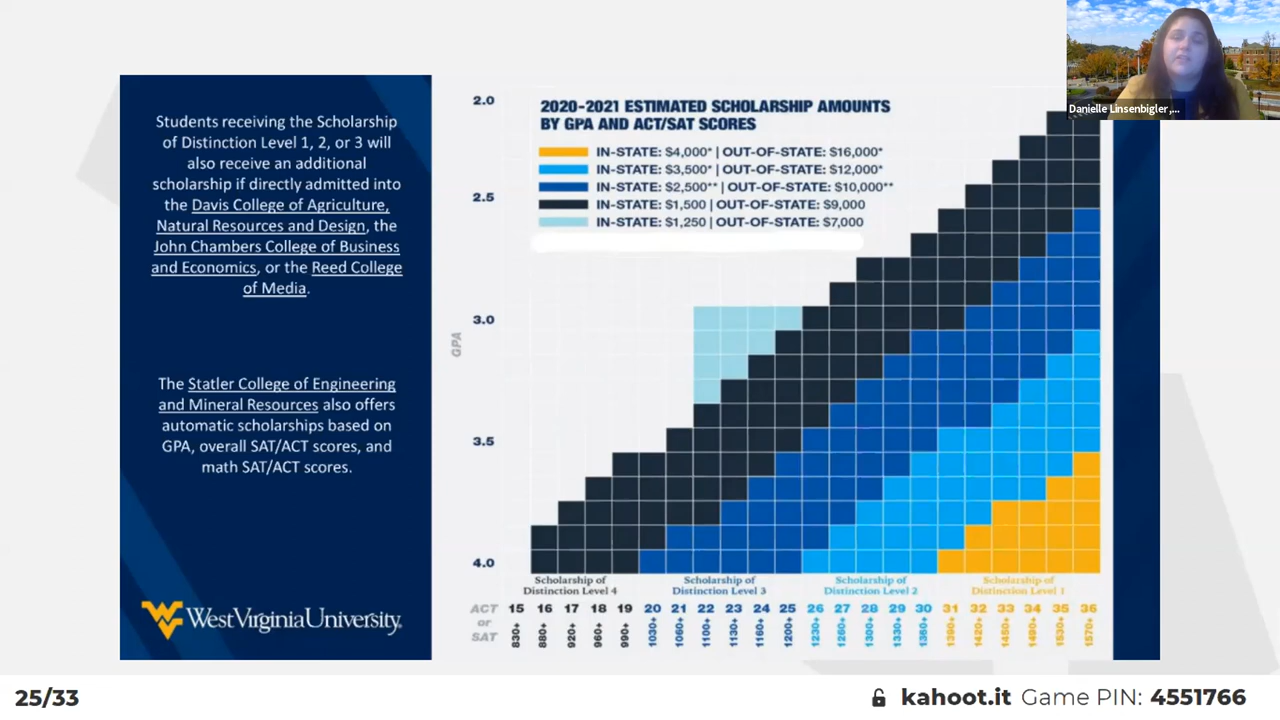 Danielle Linsenbigler,...
Students receiving the Scholarship
of Distinction Level 1, 2, or 3 will
also receive an additional
scholarship if directly admitted into
the Davis College of Agriculture,
Natural Resources and Design, the
John Chambers College of Business
and Economics, or the Reed College
of Media.
The Statler College of Engineering
and Mineral Resources also offers
automatic scholarships based on
GPA, overall SAT/ACT scores, and
math SAT/ACT scores.
WestVirginiaUniversity.
2020-2021 ESTIMATED SCHOLARSHIP AMOUNTS
BY GPA AND ACT/SAT SCORES
IN-STATE: $4,000* | OUT-OF-STATE: $16,000*
IN-STATE: $3,500* | OUT-OF-STATE: $12,000*
IN-STATE: $2,500** | OUT-OF-STATE: $10,000**
IN-STATE: $1,500 | OUT-OF-STATE: $9,000
IN-STATE: $1,250 | OUT-OF-STATE: $7,000
GPA
2.0
2.5
3.0
3.5
4.0
Scholarship of
Distinction Level 4
Scholarship of
Distinction Level 3
Scholarship of
Distinction Level 2
Scholarship of
Distinction Level 1
ACT 15 16 17 18 19 20 21 22 23 24 25 26 27 28 29 30 31 32 33 34 35 36
or
SAT 830+ 880+ 920+ 960+ 990+ 1030+ 1060+ 1100+ 1130+ 1160+ 1200+ 1230+ 1260+ 1300+ 1330+ 1360+ 1390+ 1420+ 1450+ 1490+ 1530+ 1570+
25/33
kahoot.it Game PIN: 4551766